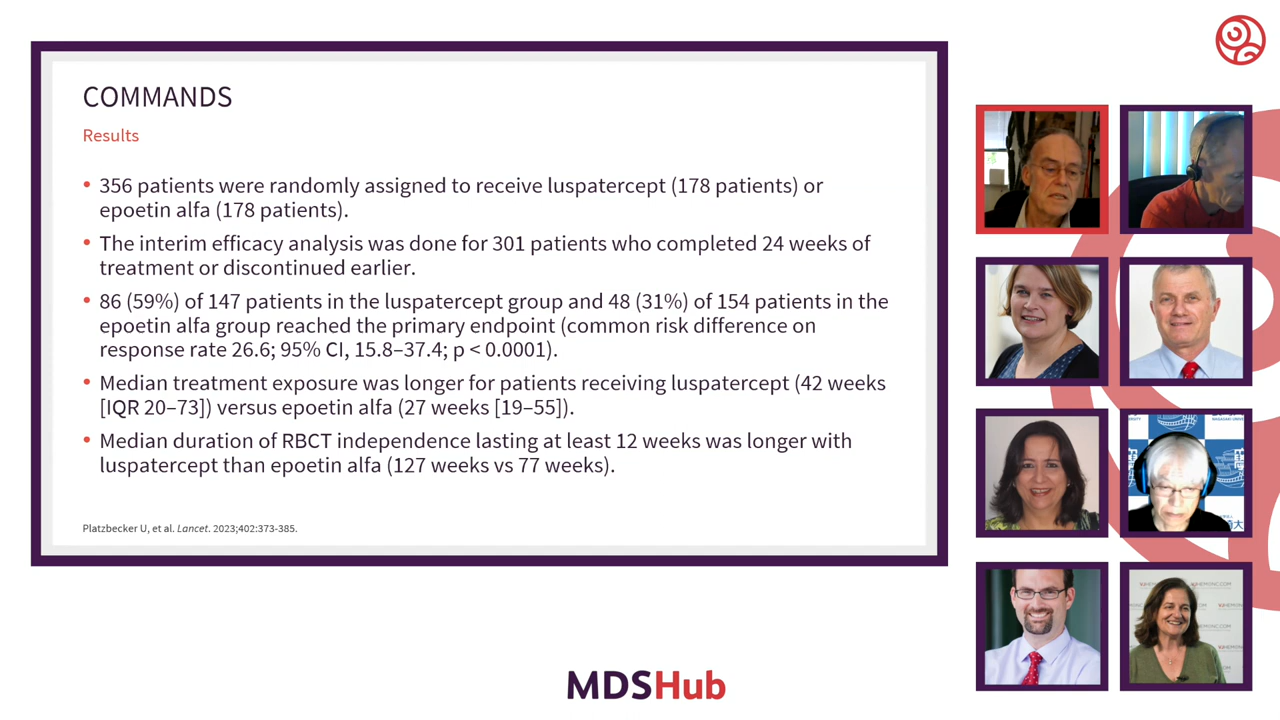 COMMANDS
Results
• 356 patients were randomly assigned to receive luspatercept (178 patients) or
epoetin alfa (178 patients).
• The interim efficacy analysis was done for 301 patients who completed 24 weeks of
treatment or discontinued earlier.
• 86 (59%) of 147 patients in the luspatercept group and 48 (31%) of 154 patients in the
epoetin alfa group reached the primary endpoint (common risk difference on
response rate 26.6; 95% CI, 15.8–37.4; p < 0.0001).
• Median treatment exposure was longer for patients receiving luspatercept (42 weeks
[IQR 20–73]) versus epoetin alfa (27 weeks [19–55]).
• Median duration of RBCT independence lasting at least 12 weeks was longer with
luspatercept than epoetin alfa (127 weeks vs 77 weeks).
Platzbecker U, et al. Lancet. 2023;402:373-385.
MDSHub